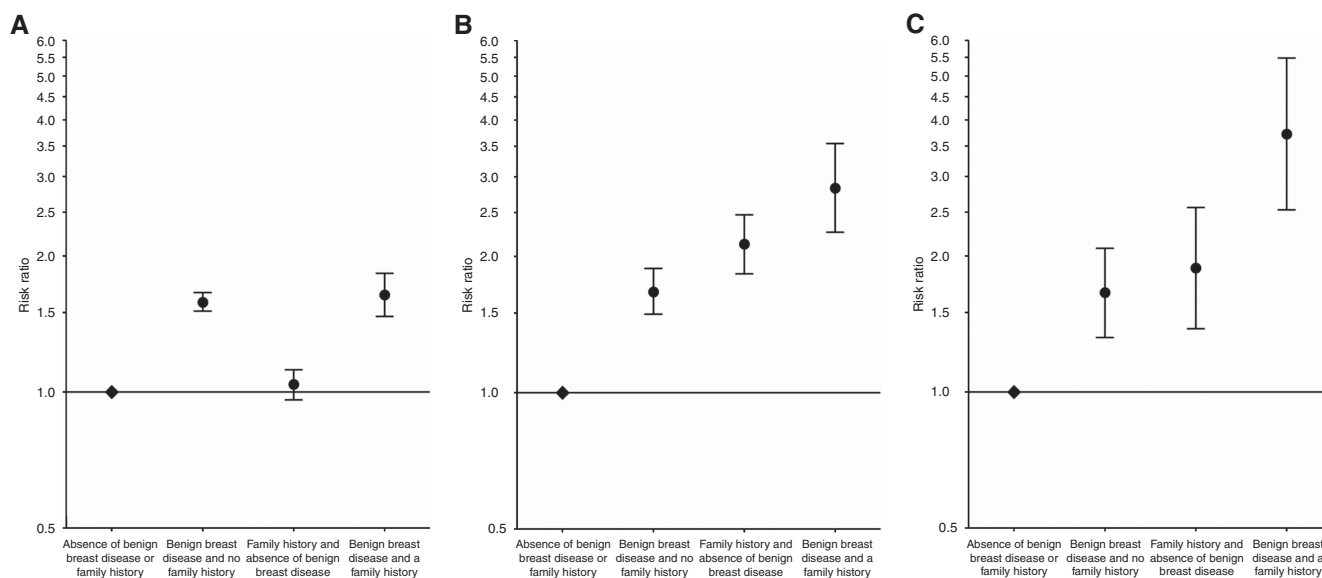 A
6.0
5.5
5.0
4.5
4.0
3.5
3.0
2.5
2.0
1.5
1.0
0.5
Risk ratio
Absence of benign
breast disease or
family history
Benign breast
disease and no
family history
Family history and
absence of benign
breast disease
Benign breast
disease and a
family history
B
6.0
5.5
5.0
4.5
4.0
3.5
3.0
2.5
2.0
1.5
1.0
0.5
Risk ratio
Absence of benign
breast disease or
family history
Benign breast
disease and no
family history
Family history and
absence of benign
breast disease
Benign breast
disease and a
family history
C
6.0
5.5
5.0
4.5
4.0
3.5
3.0
2.5
2.0
1.5
1.0
0.5
Risk ratio
Absence of benign
breast disease or
family history
Benign breast
disease and no
family history
Family history and
absence of benign
breast disease
Benign breast
disease and a
family history